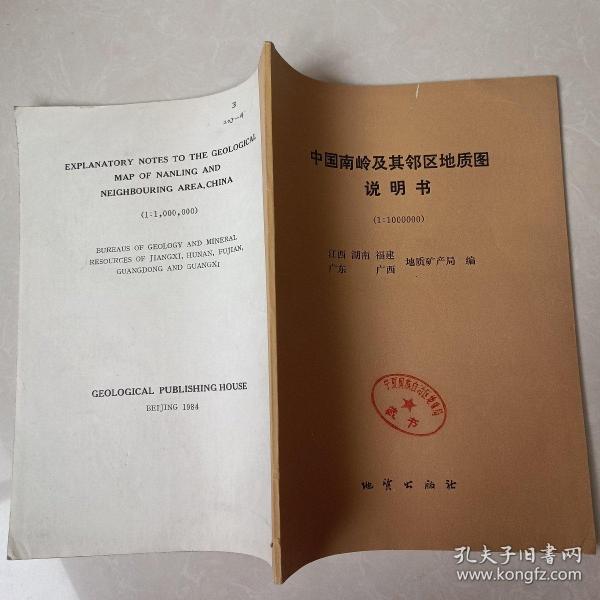 3
203-4
EXPLANATORY NOTES TO THE GEOLOGICAL
MAP OF NANLING AND
NEIGHBOURING AREA, CHINA
(1:1,000,000)
BUREAUS OF GEOLOGY AND MINERAL
RESOURCES OF JIANGXI, HUNAN, FUJIAN,
GUANGDONG AND GUANGXI
GEOLOGICAL PUBLISHING HOUSE
BEIJING 1984
中国南岭及其邻区地质图
说明书
(1:1000000)
江西 湖南 福建
广东 广西 地质矿产局 编
藏书
地质出版社
孔夫子旧书网
www.kongfz.com